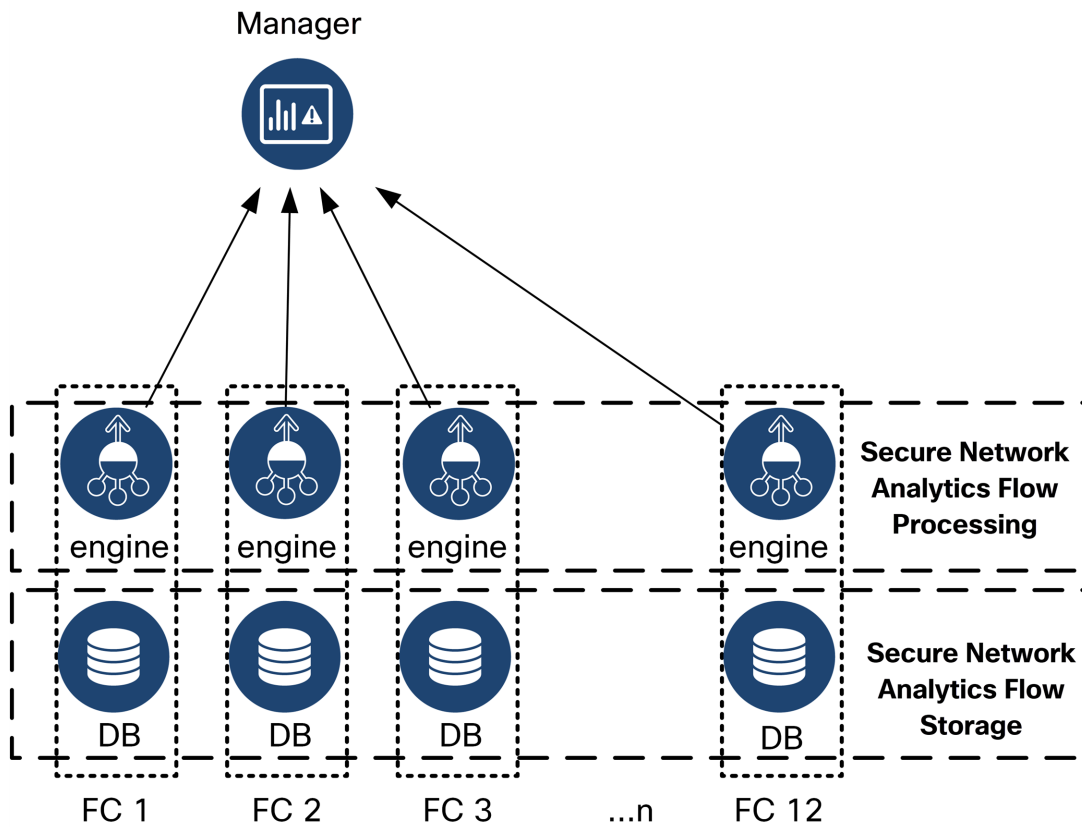 Manager
engine
engine
engine
engine
Secure Network
Analytics Flow
Processing
DB
DB
DB
DB
Secure Network
Analytics Flow
Storage
FC 1
FC 2
FC 3
...n
FC 12